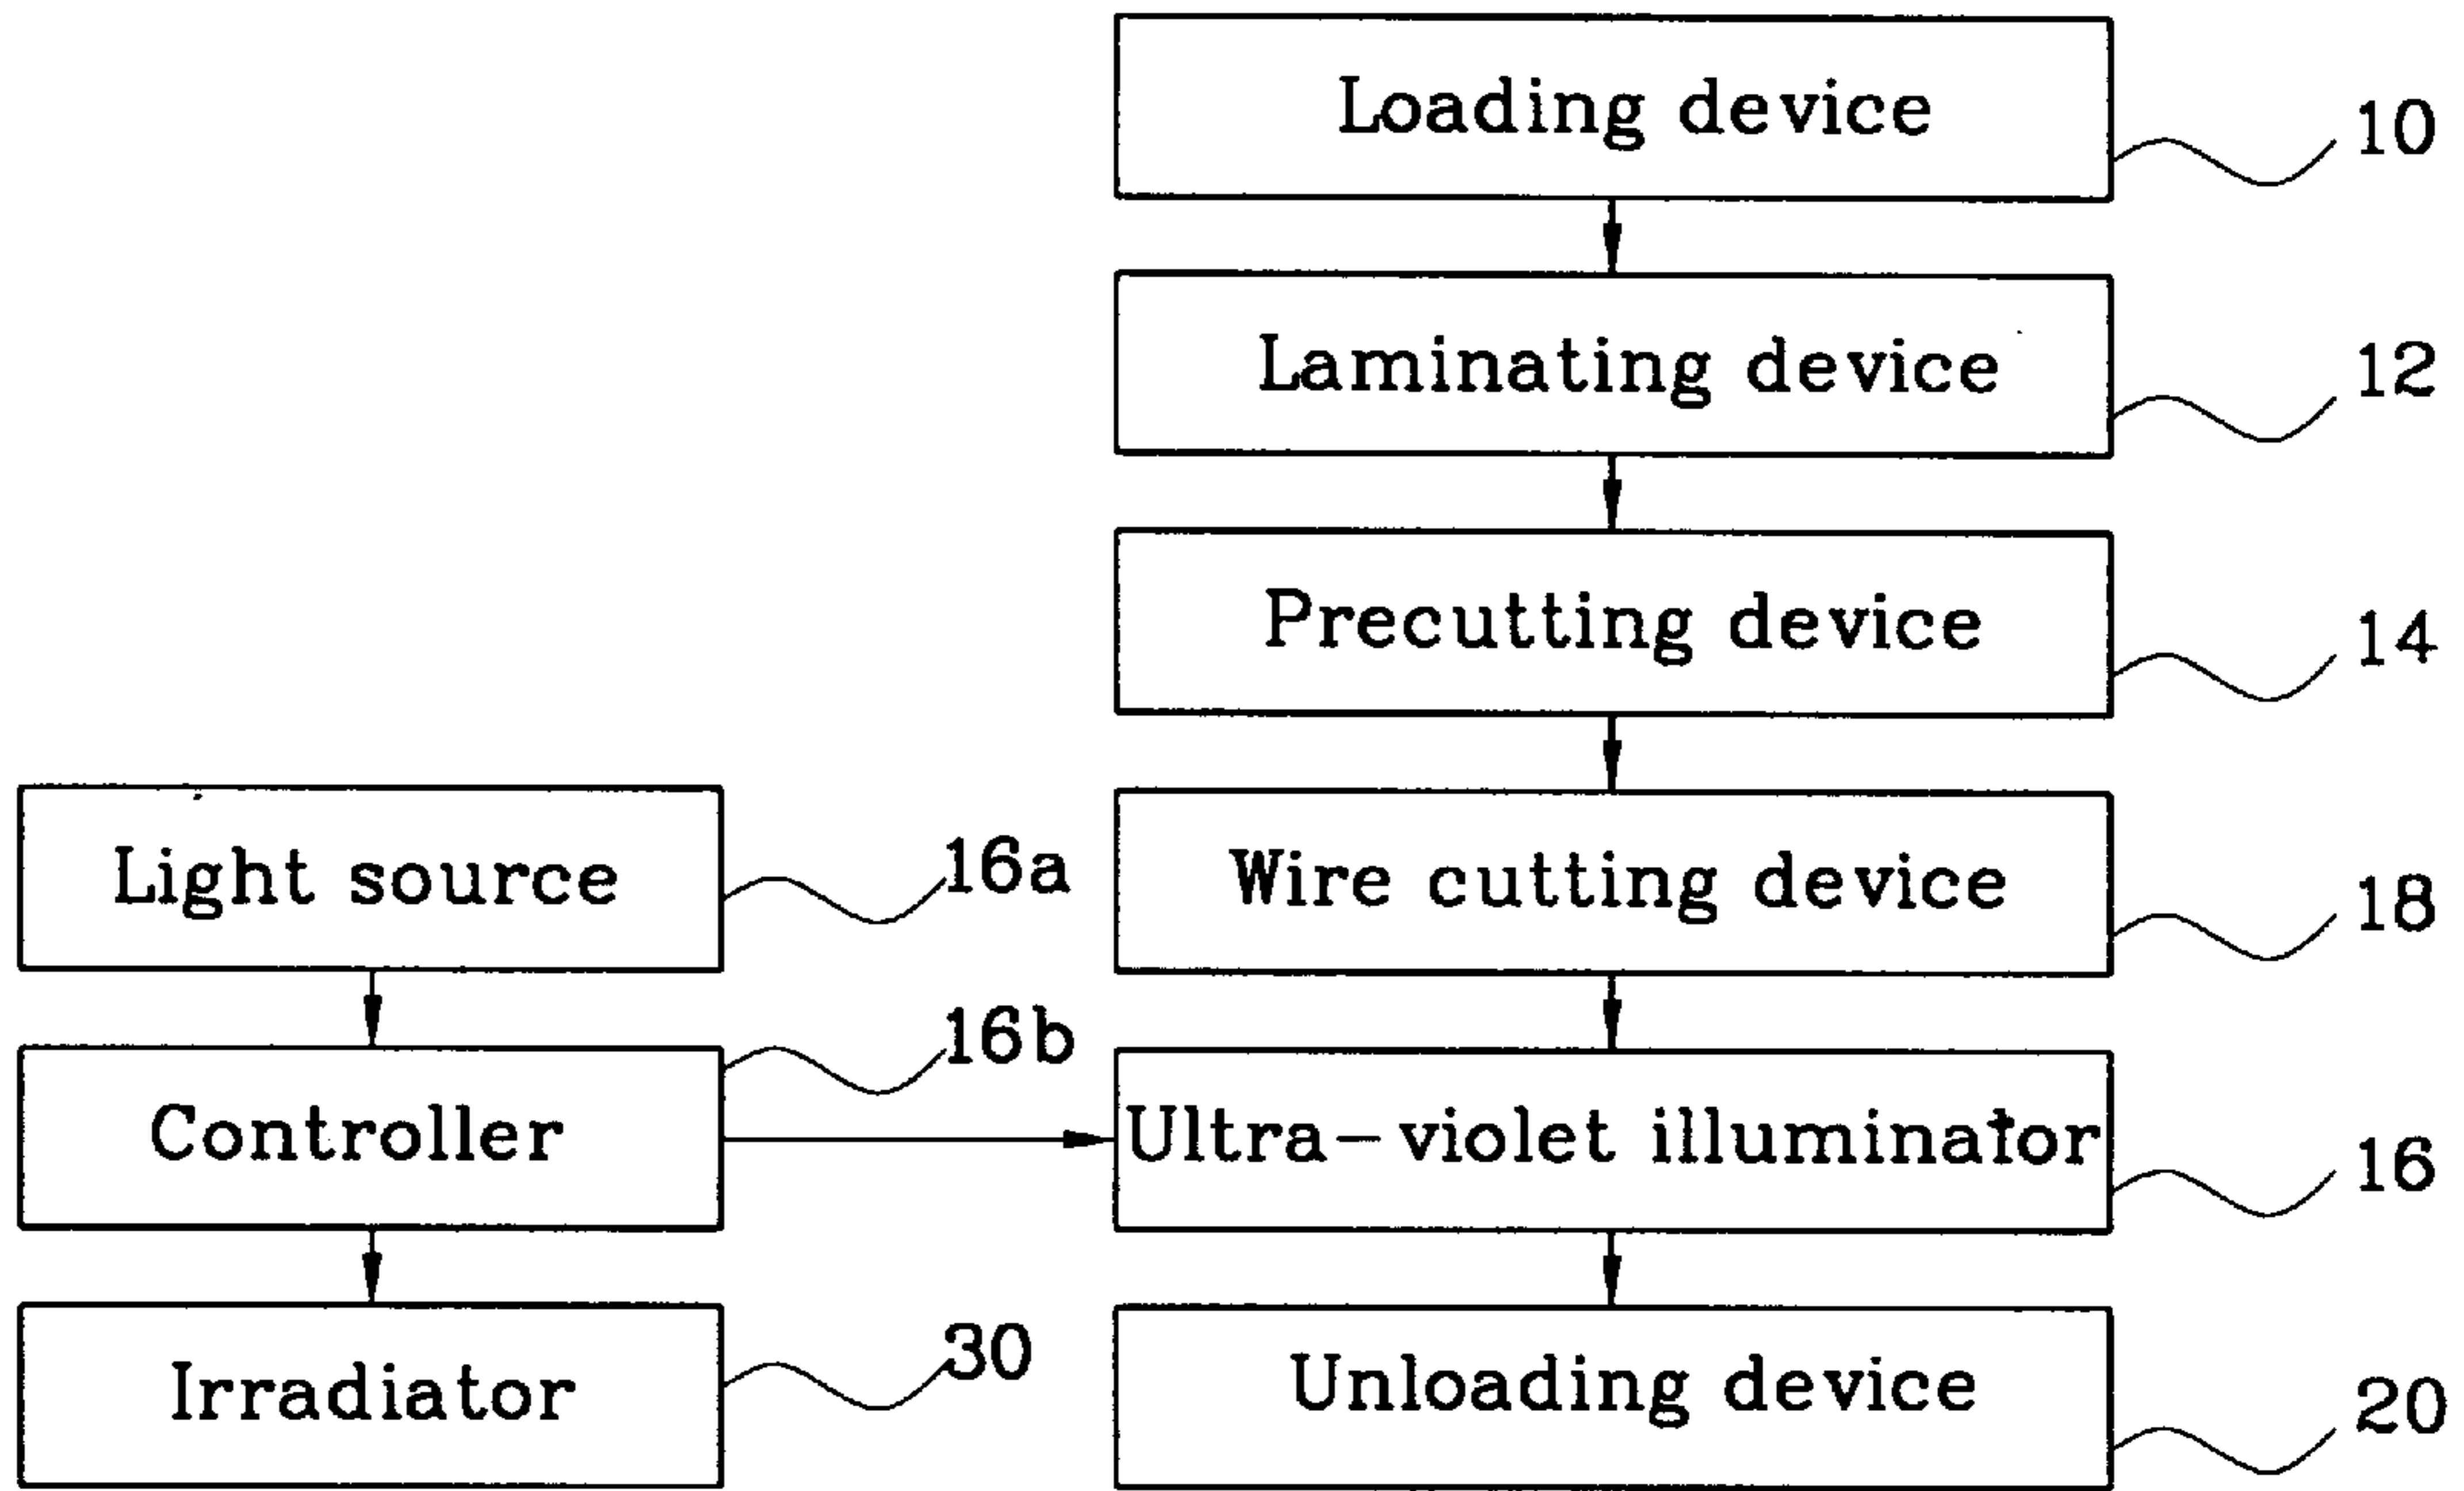 Loading device
10
Laminating device
12
Precutting device
14
Light source
16a
Wire cutting device
18
Controller
16b
Ultra-violet illuminator
16
Irradiator
30
Unloading device
20